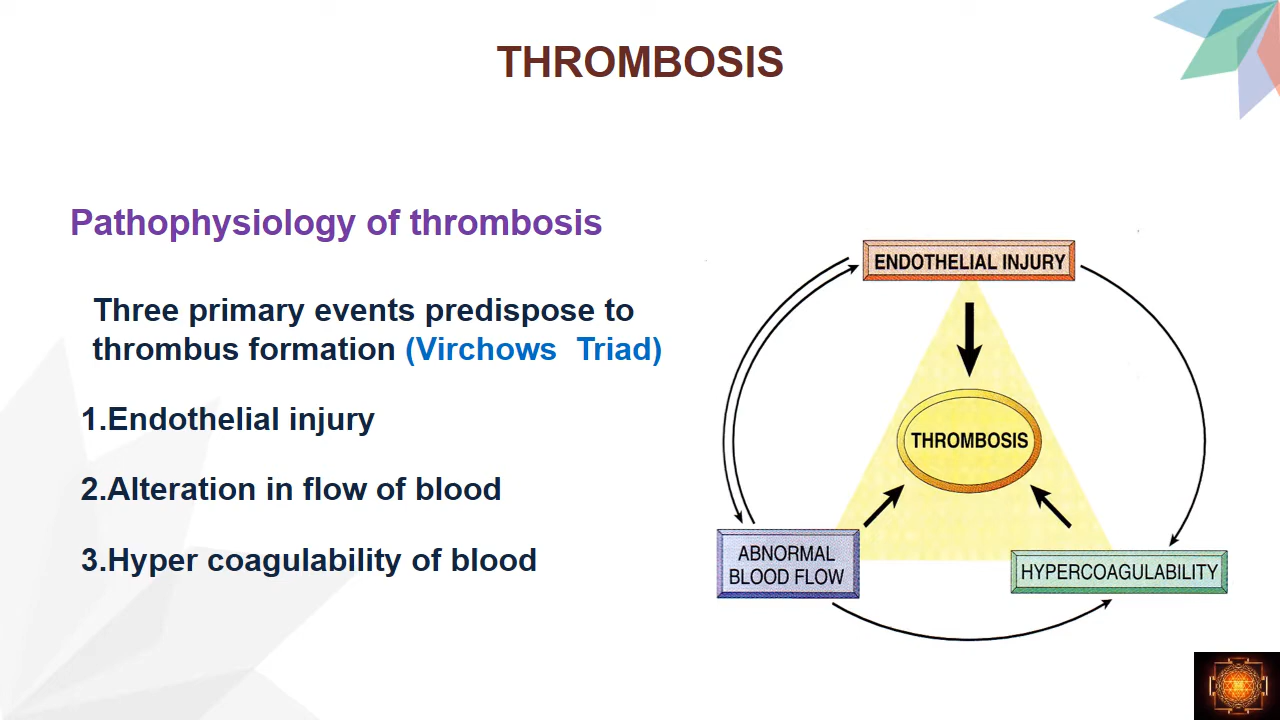 THROMBOSIS
Pathophysiology of thrombosis
Three primary events predispose to
thrombus formation (Virchows  Triad)
1.Endothelial injury
2.Alteration in flow of blood
3.Hyper coagulability of blood
ENDOTHELIAL INJURY
THROMBOSIS
ABNORMAL
BLOOD FLOW
HYPERCOAGULABILITY